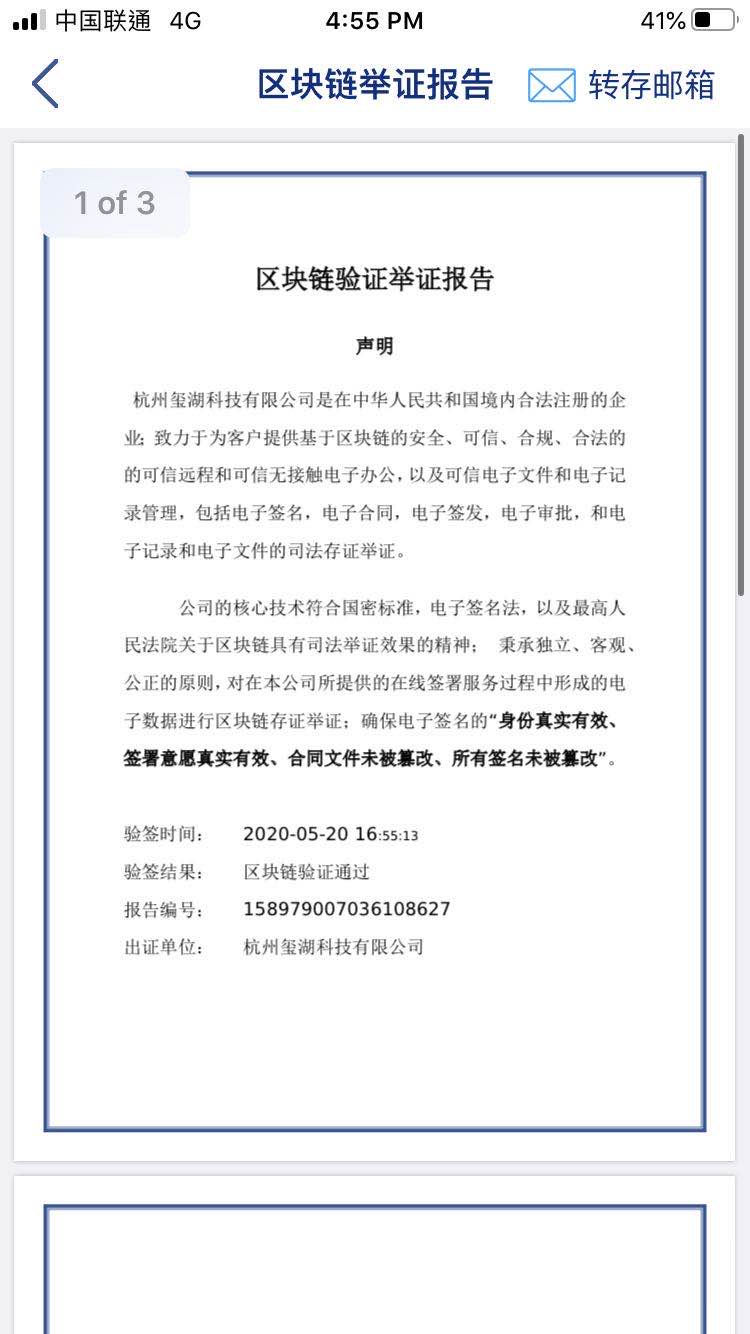 中国联通 4G 4:55 PM 41%
区块链举证报告 转存邮箱
1 of 3
区块链验证举证报告
声明
杭州玺湖科技有限公司是在中华人民共和国境内合法注册的企
业；致力于为客户提供基于区块链的安全、可信、合规、合法的
的可信远程和可信无接触电子办公，以及可信电子文件和电子记
录管理，包括电子签名，电子合同，电子签发，电子审批，和电
子记录和电子文件的司法存证举证。
公司的核心技术符合国密标准，电子签名法，以及最高人
民法院关于区块链具有司法举证效果的精神； 秉承独立、客观、
公正的原则，对在本公司所提供的在线签署服务过程中形成的电
子数据进行区块链存证举证；确保电子签名的“身份真实有效、
签署意愿真实有效、合同文件未被篡改、所有签名未被篡改”。
验签时间： 2020-05-20 16:55:13
验签结果： 区块链验证通过
报告编号： 158979007036108627
出证单位： 杭州玺湖科技有限公司